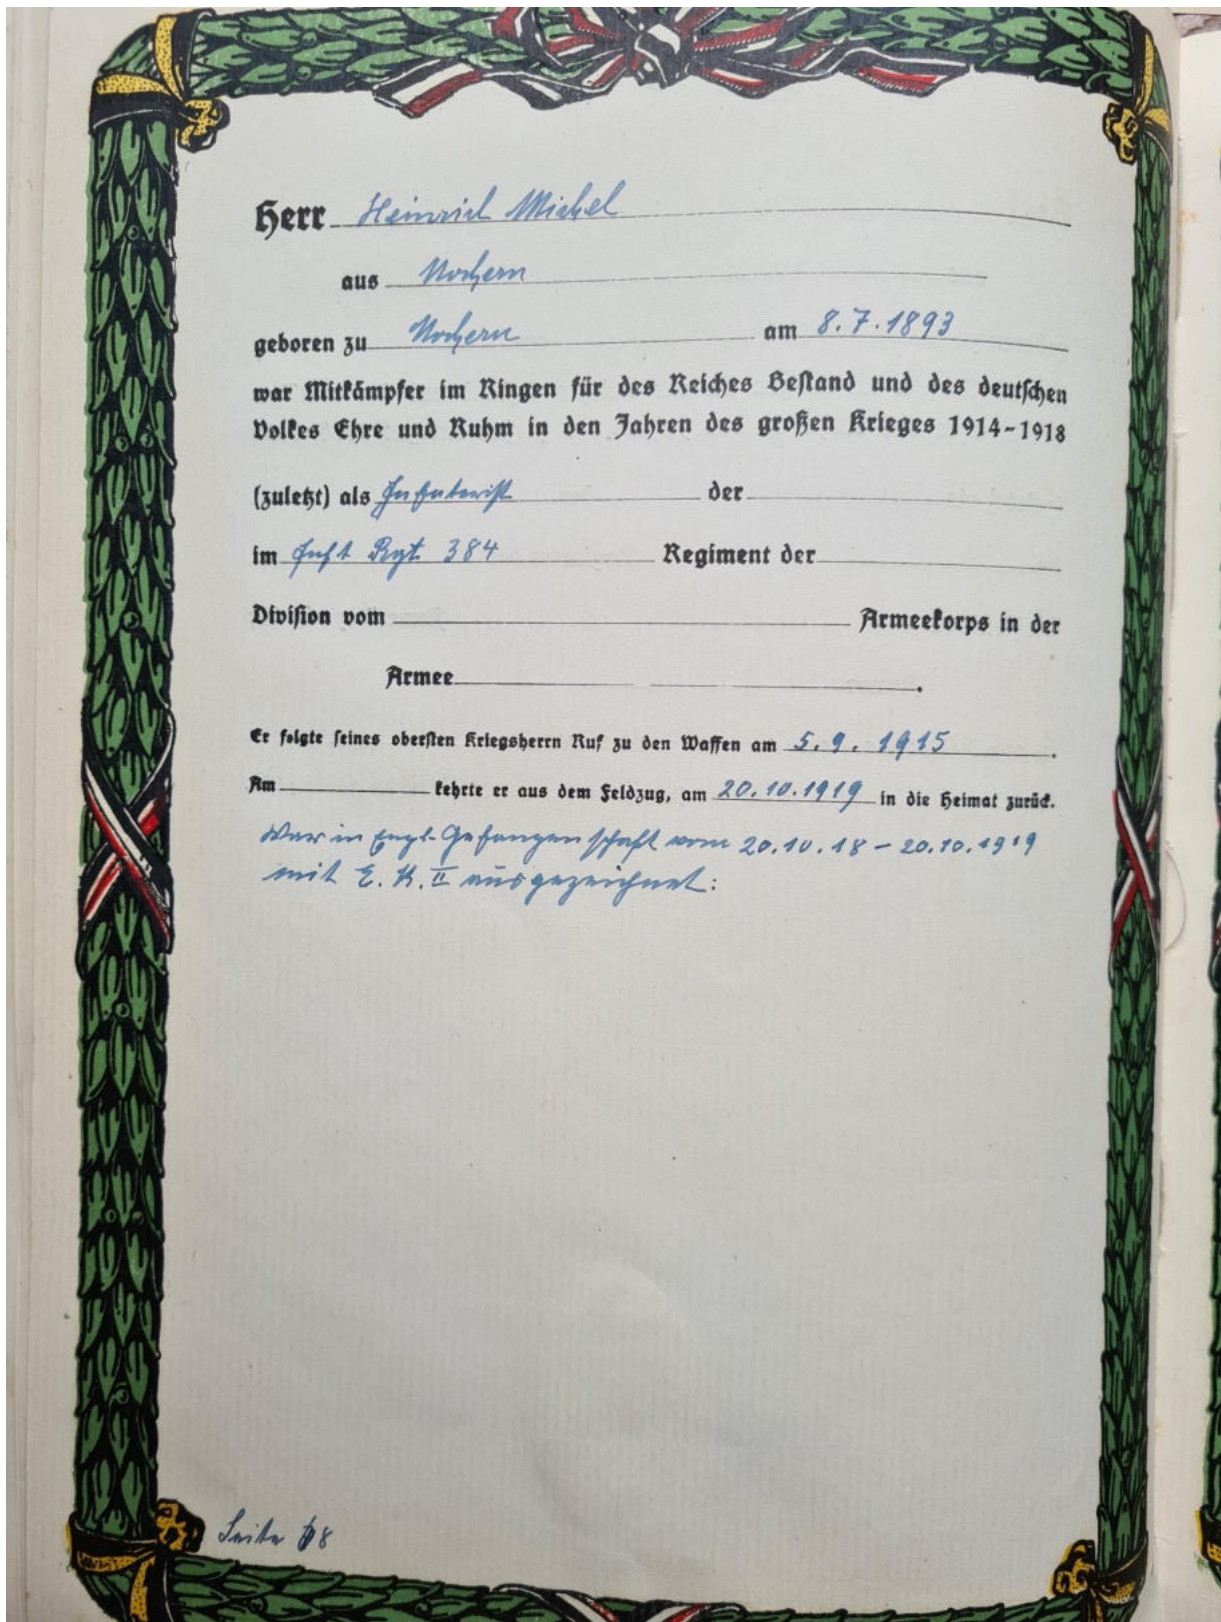 Herr Heinrich Michel
aus Nochern
geboren zu Nochern am 8.7.1893
war Mitkämpfer im Ringen für des Reiches Bestand und des deutschen
Volkes Ehre und Ruhm in den Jahren des großen Krieges 1914-1918
(zuletzt) als Infanterist der
im Inft Rgt. 384 Regiment der
Division vom Armeekorps in der
Armee .
Er folgte seines obersten Kriegsherrn Ruf zu den Waffen am 5.9.1915 .
Am kehrte er aus dem Feldzug, am 20.10.1919 in die Heimat zurück.
War in Engl. Gefangenschaft vom 20.10.18 - 20.10.1919
mit E.K.II ausgezeichnet:
Seite 8